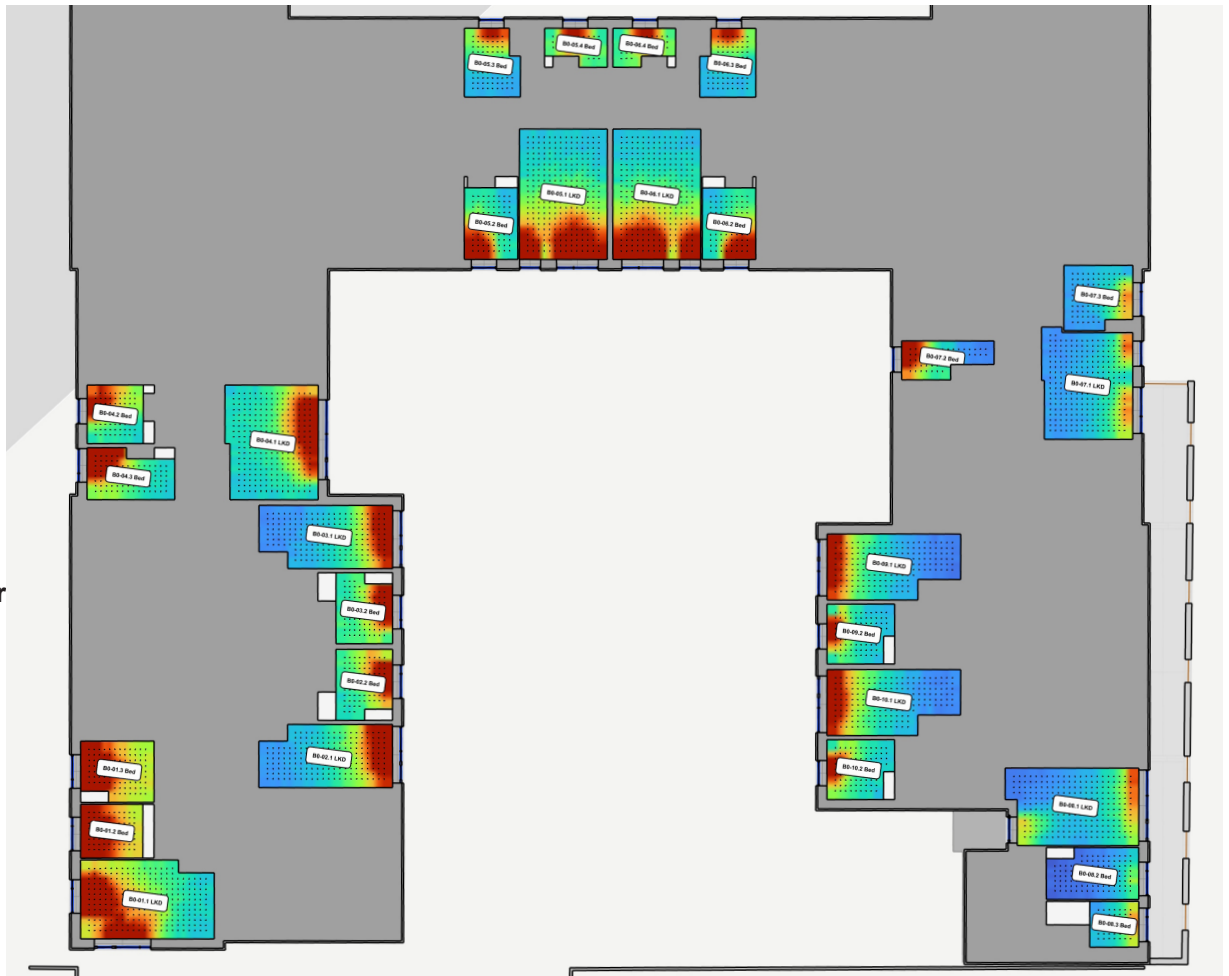 B0-05.3 Bed
B0-05.4 Bed
B0-06.4 Bed
B0-06.3 Bed
B0-05.2 Bed
B0-05.1 LKD
B0-06.1 LKD
B0-06.2 Bed
B0-07.3 Bed
B0-07.2 Bed
B0-07.1 LKD
B0-04.2 Bed
B0-04.1 LKD
B0-04.3 Bed
B0-03.1 LKD
B0-09.1 LKD
r
B0-03.2 Bed
B0-09.2 Bed
B0-02.2 Bed
B0-10.1 LKD
B0-02.1 LKD
B0-01.3 Bed
B0-10.2 Bed
B0-08.1 LKD
B0-01.2 Bed
B0-08.2 Bed
B0-01.1 LKD
B0-08.3 Bed